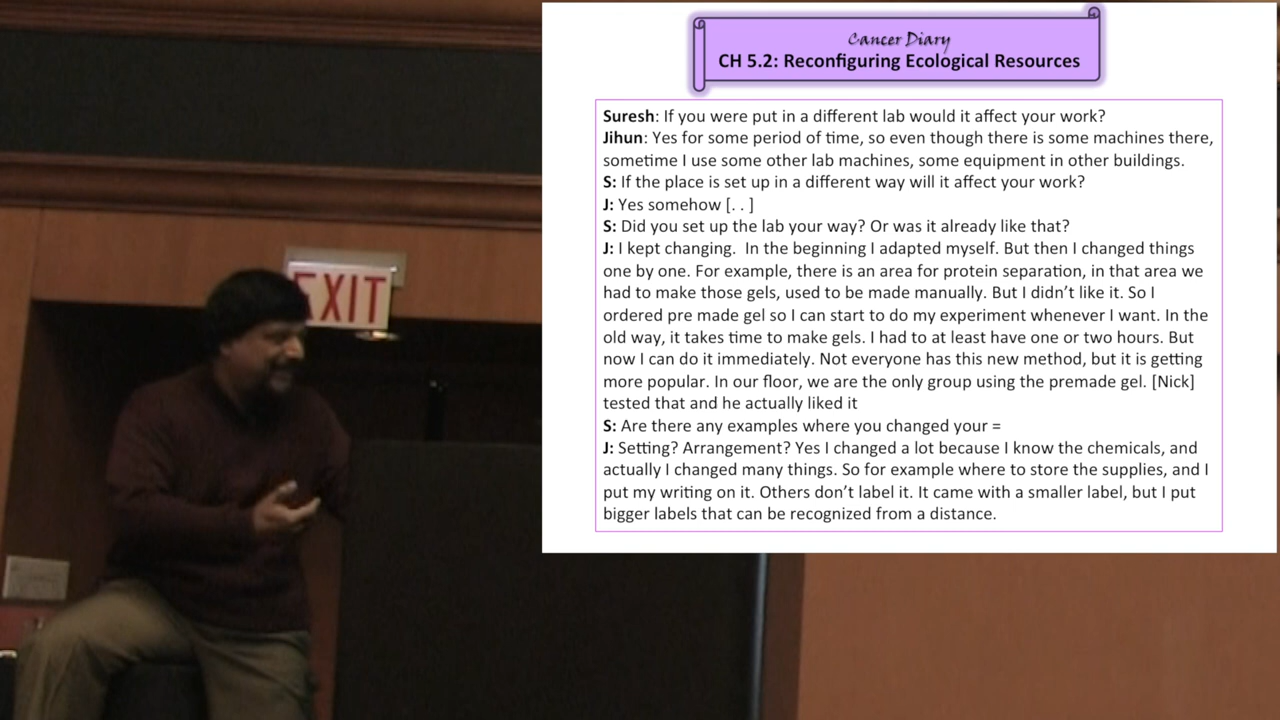 Cancer Diary
CH 5.2: Reconfiguring Ecological Resources
Suresh: If you were put in a different lab would it affect your work?
Jihun: Yes for some period of time, so even though there is some machines there,
sometime I use some other lab machines, some equipment in other buildings.
S: If the place is set up in a different way will it affect your work?
J: Yes somehow [. . ]
S: Did you set up the lab your way? Or was it already like that?
J: I kept changing.  In the beginning I adapted myself. But then I changed things
one by one. For example, there is an area for protein separation, in that area we
had to make those gels, used to be made manually. But I didn’t like it. So I
ordered pre made gel so I can start to do my experiment whenever I want. In the
old way, it takes time to make gels. I had to at least have one or two hours. But
now I can do it immediately. Not everyone has this new method, but it is getting
more popular. In our floor, we are the only group using the premade gel. [Nick]
tested that and he actually liked it
S: Are there any examples where you changed your =
J: Setting? Arrangement? Yes I changed a lot because I know the chemicals, and
actually I changed many things. So for example where to store the supplies, and I
put my writing on it. Others don’t label it. It came with a smaller label, but I put
bigger labels that can be recognized from a distance.
EXIT